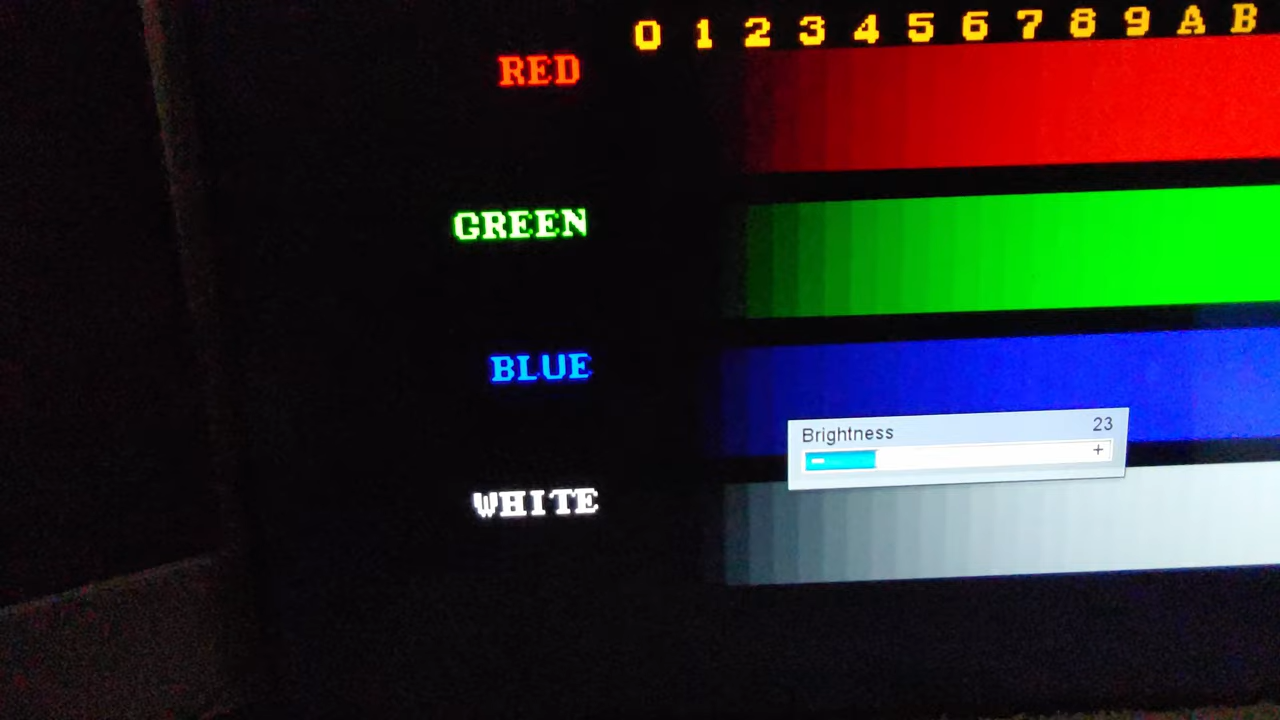 0 1 2 3 4 5 6 7 8 9 A B
RED
GREEN
BLUE
Brightness 23
+
WHITE